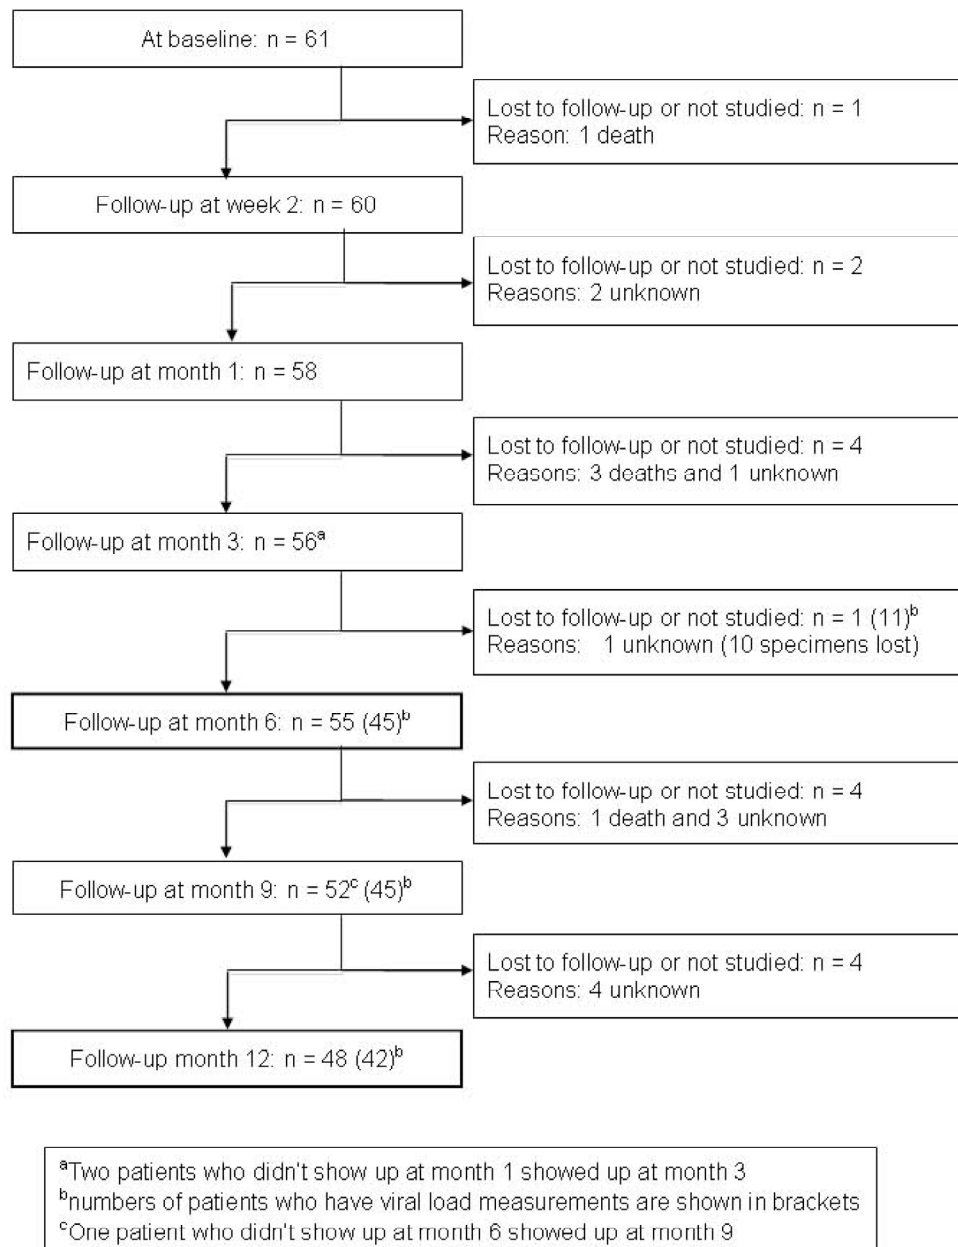 At baseline: n = 61
Lost to follow-up or not studied: n = 1
Reason: 1 death
Follow-up at week 2: n = 60
Lost to follow-up or not studied: n = 2
Reasons: 2 unknown
Follow-up at month 1: n = 58
Lost to follow-up or not studied: n = 4
Reasons: 3 deaths and 1 unknown
Follow-up at month 3: n = 56ᵃ
Lost to follow-up or not studied: n = 1 (11)ᵇ
Reasons: 1 unknown (10 specimens lost)
Follow-up at month 6: n = 55 (45)ᵇ
Lost to follow-up or not studied: n = 4
Reasons: 1 death and 3 unknown
Follow-up at month 9: n = 52ᶜ (45)ᵇ
Lost to follow-up or not studied: n = 4
Reasons: 4 unknown
Follow-up month 12: n = 48 (42)ᵇ
ᵃTwo patients who didn't show up at month 1 showed up at month 3
ᵇnumbers of patients who have viral load measurements are shown in brackets
ᶜOne patient who didn't show up at month 6 showed up at month 9